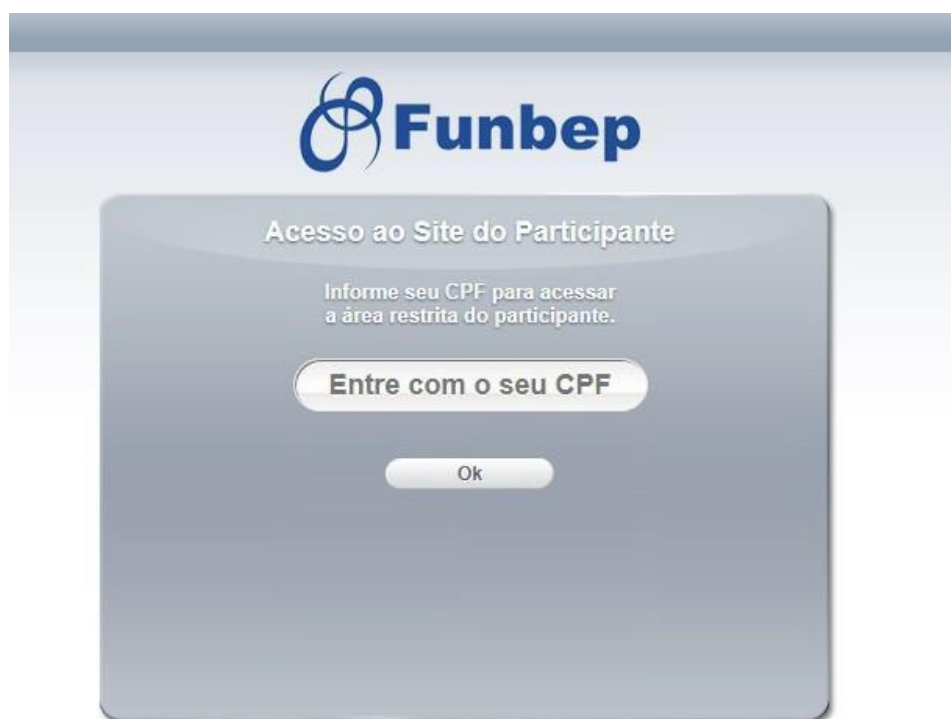 Funbep
Acesso ao Site do Participante
Informe seu CPF para acessar
a área restrita do participante.
Entre com o seu CPF
Ok